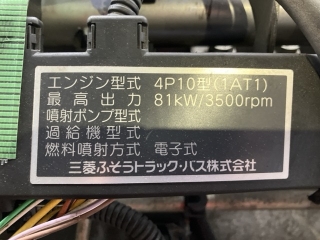 エンジン型式 4P10型(1AT1)
最高出力 81kW/3500rpm
噴射ポンプ型式
過給機型式
燃料噴射方式 電子式
三菱ふそうトラック・バス株式会社